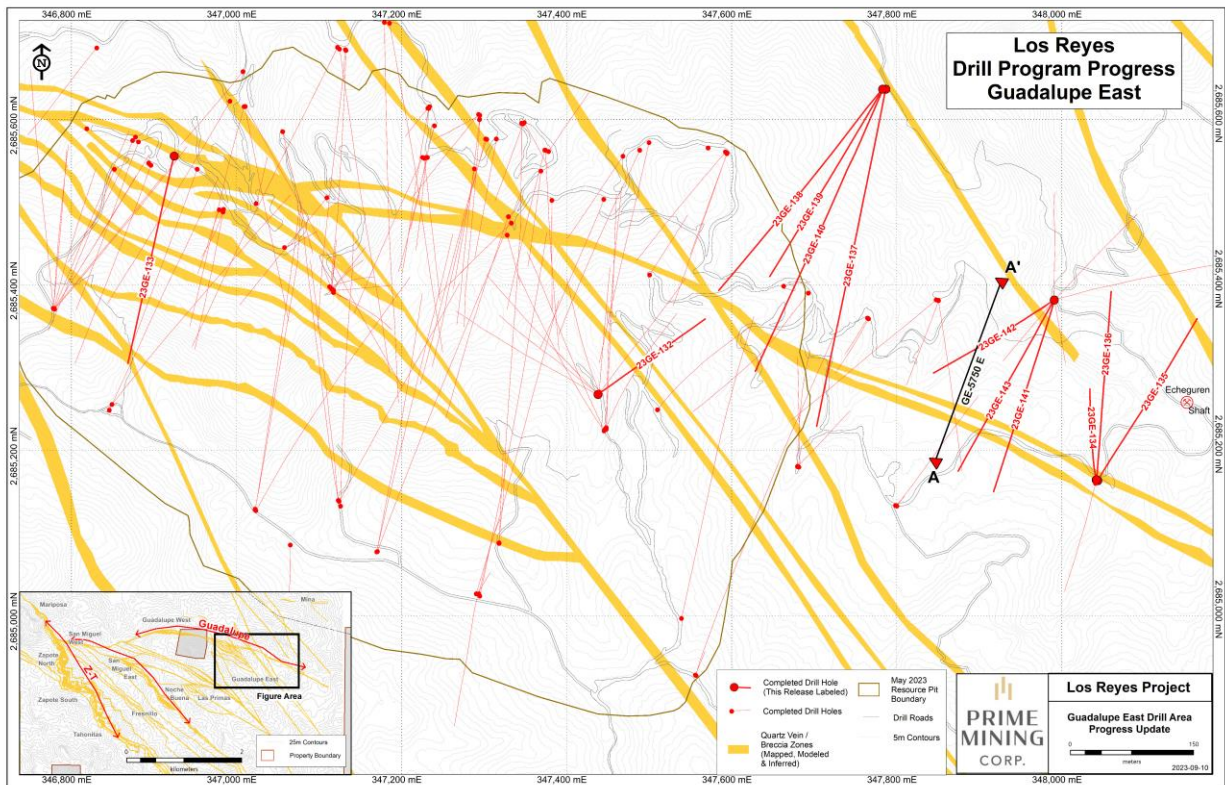 346,800 mE
347,000 mE
347,200 mE
347,400 mE
347,600 mE
347,800 mE
348,000 mE
N
Los Reyes
Drill Program Progress
Guadalupe East
2,685,600 mN
2,685,600 mN
23GE-138
23GE-139
23GE-140
23GE-137
23GE-133
2,685,400 mN
2,685,400 mN
A'
23GE-132
23GE-142
GE-5750 E
23GE-143
23GE-141
23GE-136
23GE-135
23GE-134
Echeguren
Shaft
A
2,685,200 mN
2,685,200 mN
2,685,000 mN
2,685,000 mN
Mariposa
Mina
Guadalupe West
Guadalupe
San Miguel
West
Zapote
North
Z-T
San
Miguel
East
Guadalupe East
Noche
Buena
Las Primas
Figure Area
Zapote South
Fresnillo
Tahonitas
0
2
kilometers
25m Contours
Property Boundary
Completed Drill Hole
(This Release Labeled)
Completed Drill Holes
Quartz Vein /
Breccia Zones
(Mapped, Modeled
& Inferred)
May 2023
Resource Pit
Boundary
Drill Roads
5m Contours
PRIME
MINING
CORP.
Los Reyes Project
Guadalupe East Drill Area
Progress Update
0
150
meters
2023-09-10
346,800 mE
347,000 mE
347,200 mE
347,400 mE
347,600 mE
347,800 mE
348,000 mE